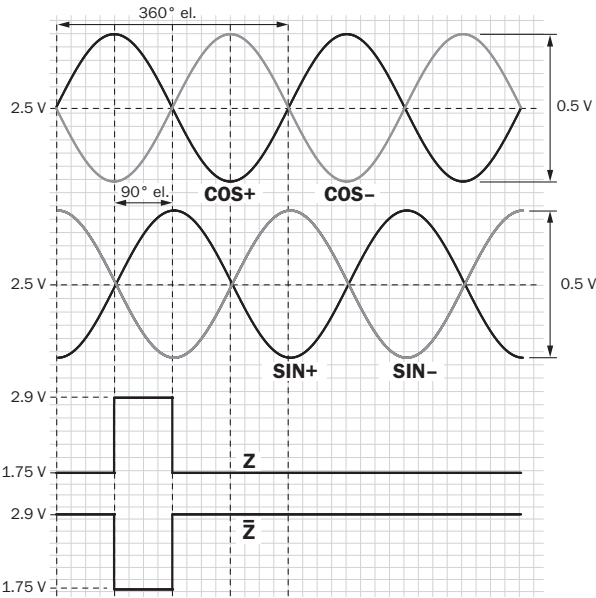 360° el.
2.5 V
0.5 V
90° el.
COS+ COS–
2.5 V
0.5 V
SIN+ SIN–
2.9 V
Z
1.75 V
2.9 V
Z̅
1.75 V